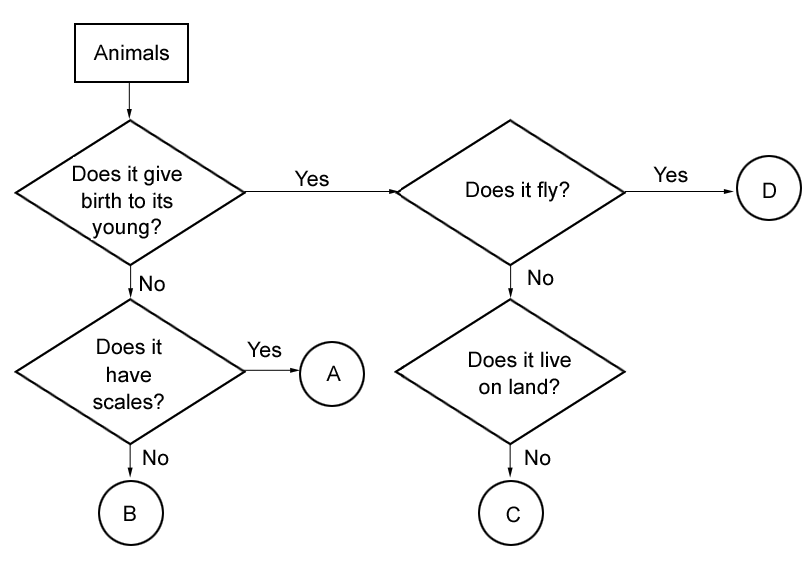 Animals
Does it give
birth to its
young?
Yes
Does it fly?
Yes
D
No
No
Does it
have
scales?
Yes
A
Does it live
on land?
No
No
B
C